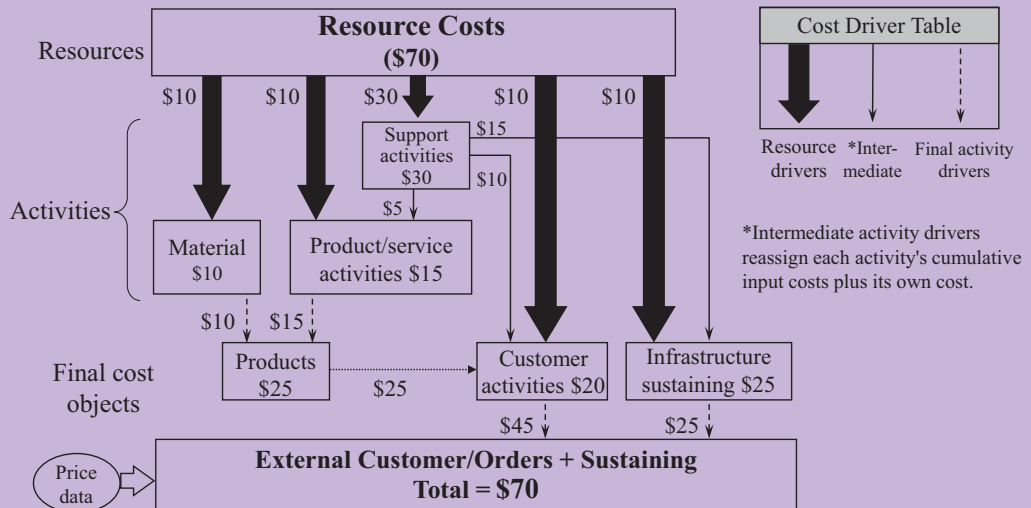 Resource Costs
($70)
Resources
Cost Driver Table
Resource
drivers
*Inter-
mediate
Final activity
drivers
*Intermediate activity drivers
reassign each activity's cumulative
input costs plus its own cost.
$10
$10
$30
$10
$10
Activities
Support
activities
$30
$15
$10
$5
Material
$10
Product/service
activities $15
$10
$15
Final cost
objects
Products
$25
$25
Customer
activities $20
Infrastructure
sustaining $25
$45
$25
Price
data
External Customer/Orders + Sustaining
Total = $70